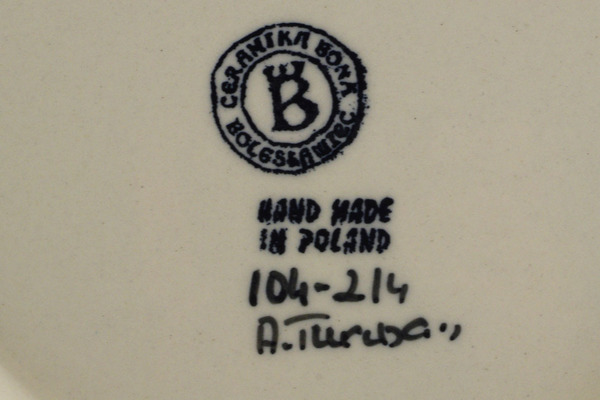 CERAMIKA BONA
B
BOLESŁAWIEC
HAND MADE
IN POLAND
104-214
A.